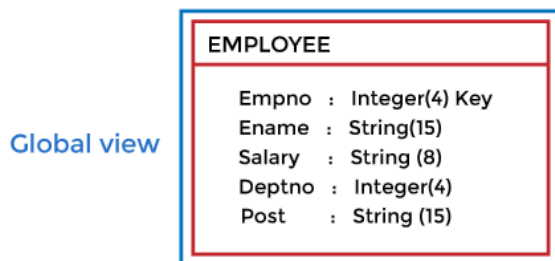 EMPLOYEE
Empno : Integer(4) Key
Ename : String(15)
Global view
Salary : String (8)
Deptno : Integer(4)
Post : String (15)